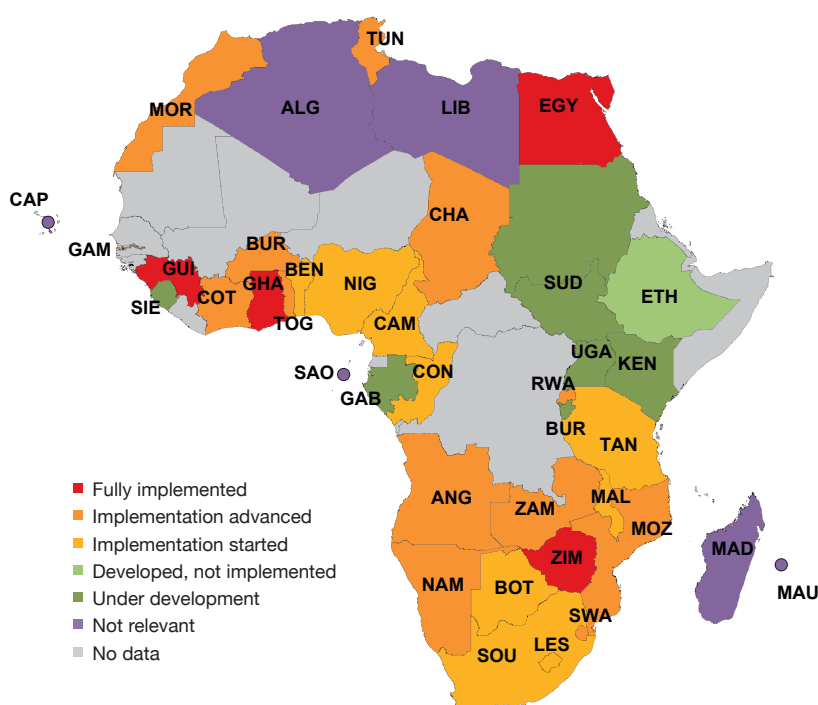 TUN
MOR
ALG
LIB
EGY
CAP
CHA
GAM
BUR
GUI
BEN
GHA
NIG
COT
SIE
TOG
CAM
SUD
ETH
SAO
CON
UGA
KEN
GAB
RWA
BUR
TAN
ANG
ZAM
MAL
MOZ
MAD
MAU
ZIM
NAM
BOT
SWA
LES
SOU
Fully implemented
Implementation advanced
Implementation started
Developed, not implemented
Under development
Not relevant
No data